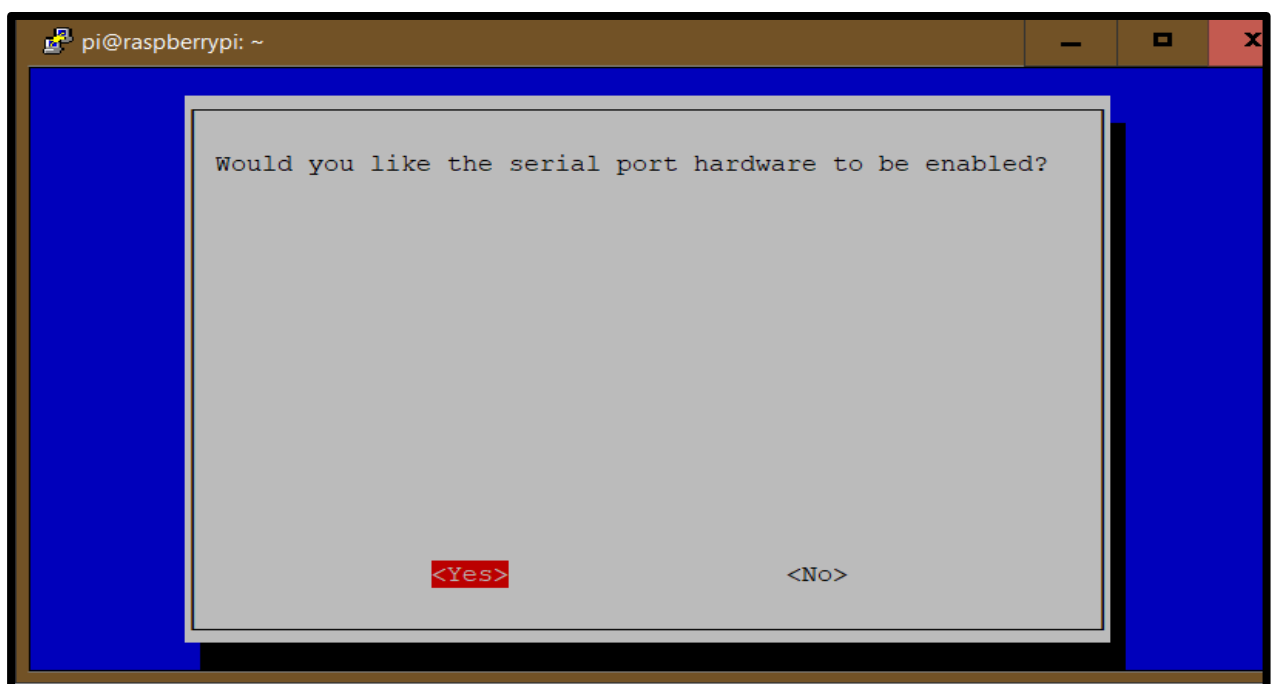 pi@raspberrypi: ~
Would you like the serial port hardware to be enabled?
<Yes> <No>